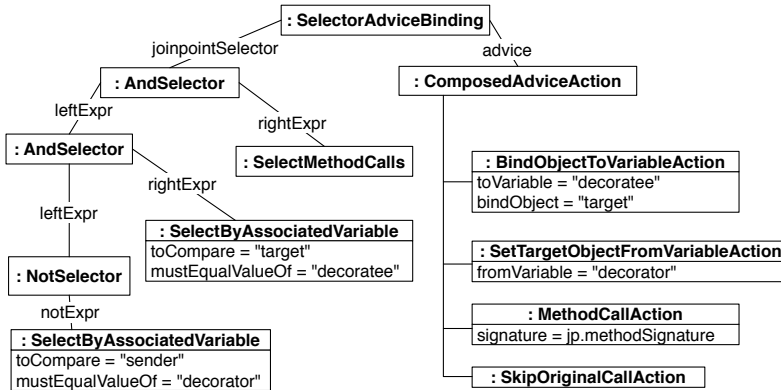 : SelectorAdviceBinding
joinpointSelector
advice
: AndSelector
: ComposedAdviceAction
leftExpr
rightExpr
: AndSelector
: SelectMethodCalls
: BindObjectToVariableAction
toVariable = "decoratee"
bindObject = "target"
rightExpr
leftExpr
: SelectByAssociatedVariable
toCompare = "target"
mustEqualValueOf = "decoratee"
: SetTargetObjectFromVariableAction
fromVariable = "decorator"
: NotSelector
notExpr
: MethodCallAction
signature = jp.methodSignature
: SelectByAssociatedVariable
toCompare = "sender"
mustEqualValueOf = "decorator"
: SkipOriginalCallAction